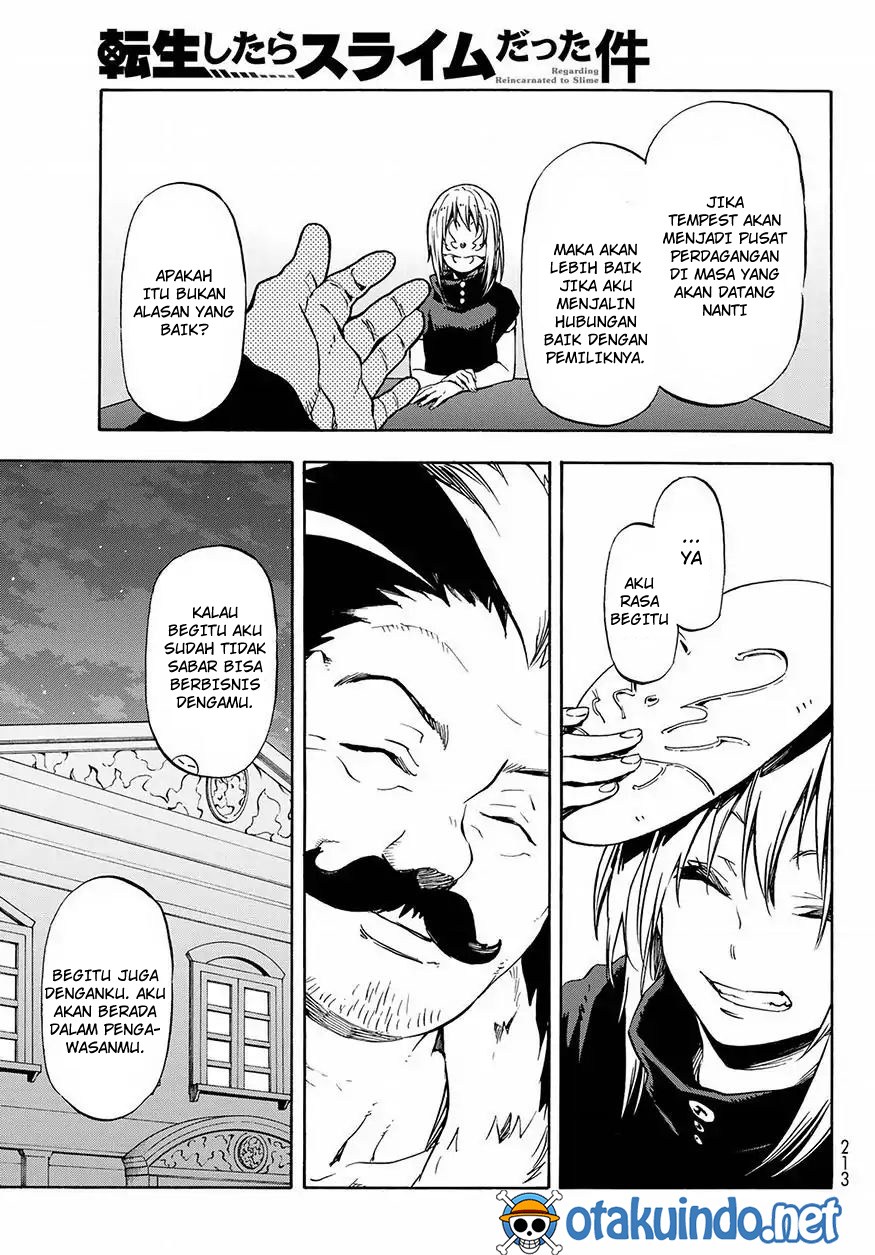 転生したらスライムだった件
Regarding
Reincarnated to Slime
JIKA
TEMPEST AKAN
MENJADI PUSAT
PERDAGANGAN
DI MASA YANG
AKAN DATANG
NANTI
MAKA AKAN
LEBIH BAIK
JIKA AKU
MENJALIN
HUBUNGAN
BAIK DENGAN
PEMILIKNYA.
APAKAH
ITU BUKAN
ALASAN YANG
BAIK?
...
YA
AKU
RASA
BEGITU
KALAU
BEGITU AKU
SUDAH TIDAK
SABAR BISA
BERBISNIS
DENGAMU.
BEGITU JUGA
DENGANKU. AKU
AKAN BERADA
DALAM PENGA-
WASANMU.
213
otakuindo.net